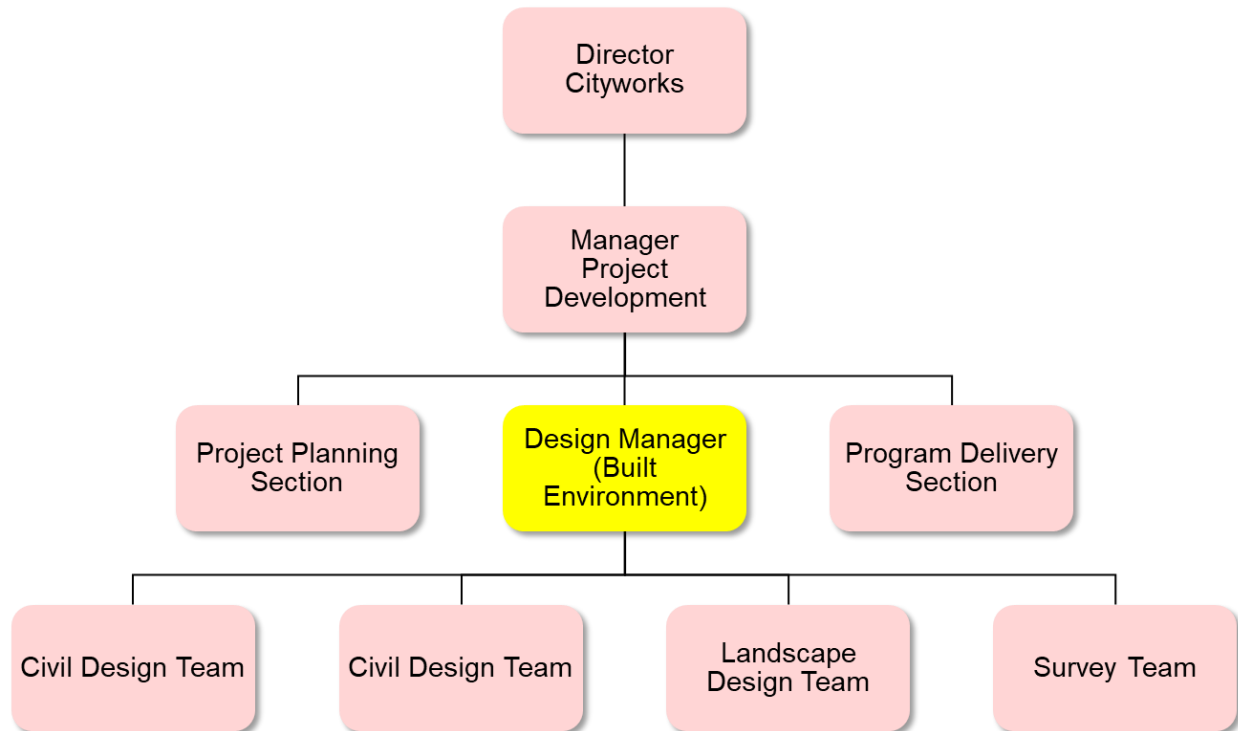 Director
Cityworks
Manager
Project
Development
Project Planning
Section
Design Manager
(Built
Environment)
Program Delivery
Section
Civil Design Team
Civil Design Team
Landscape
Design Team
Survey Team